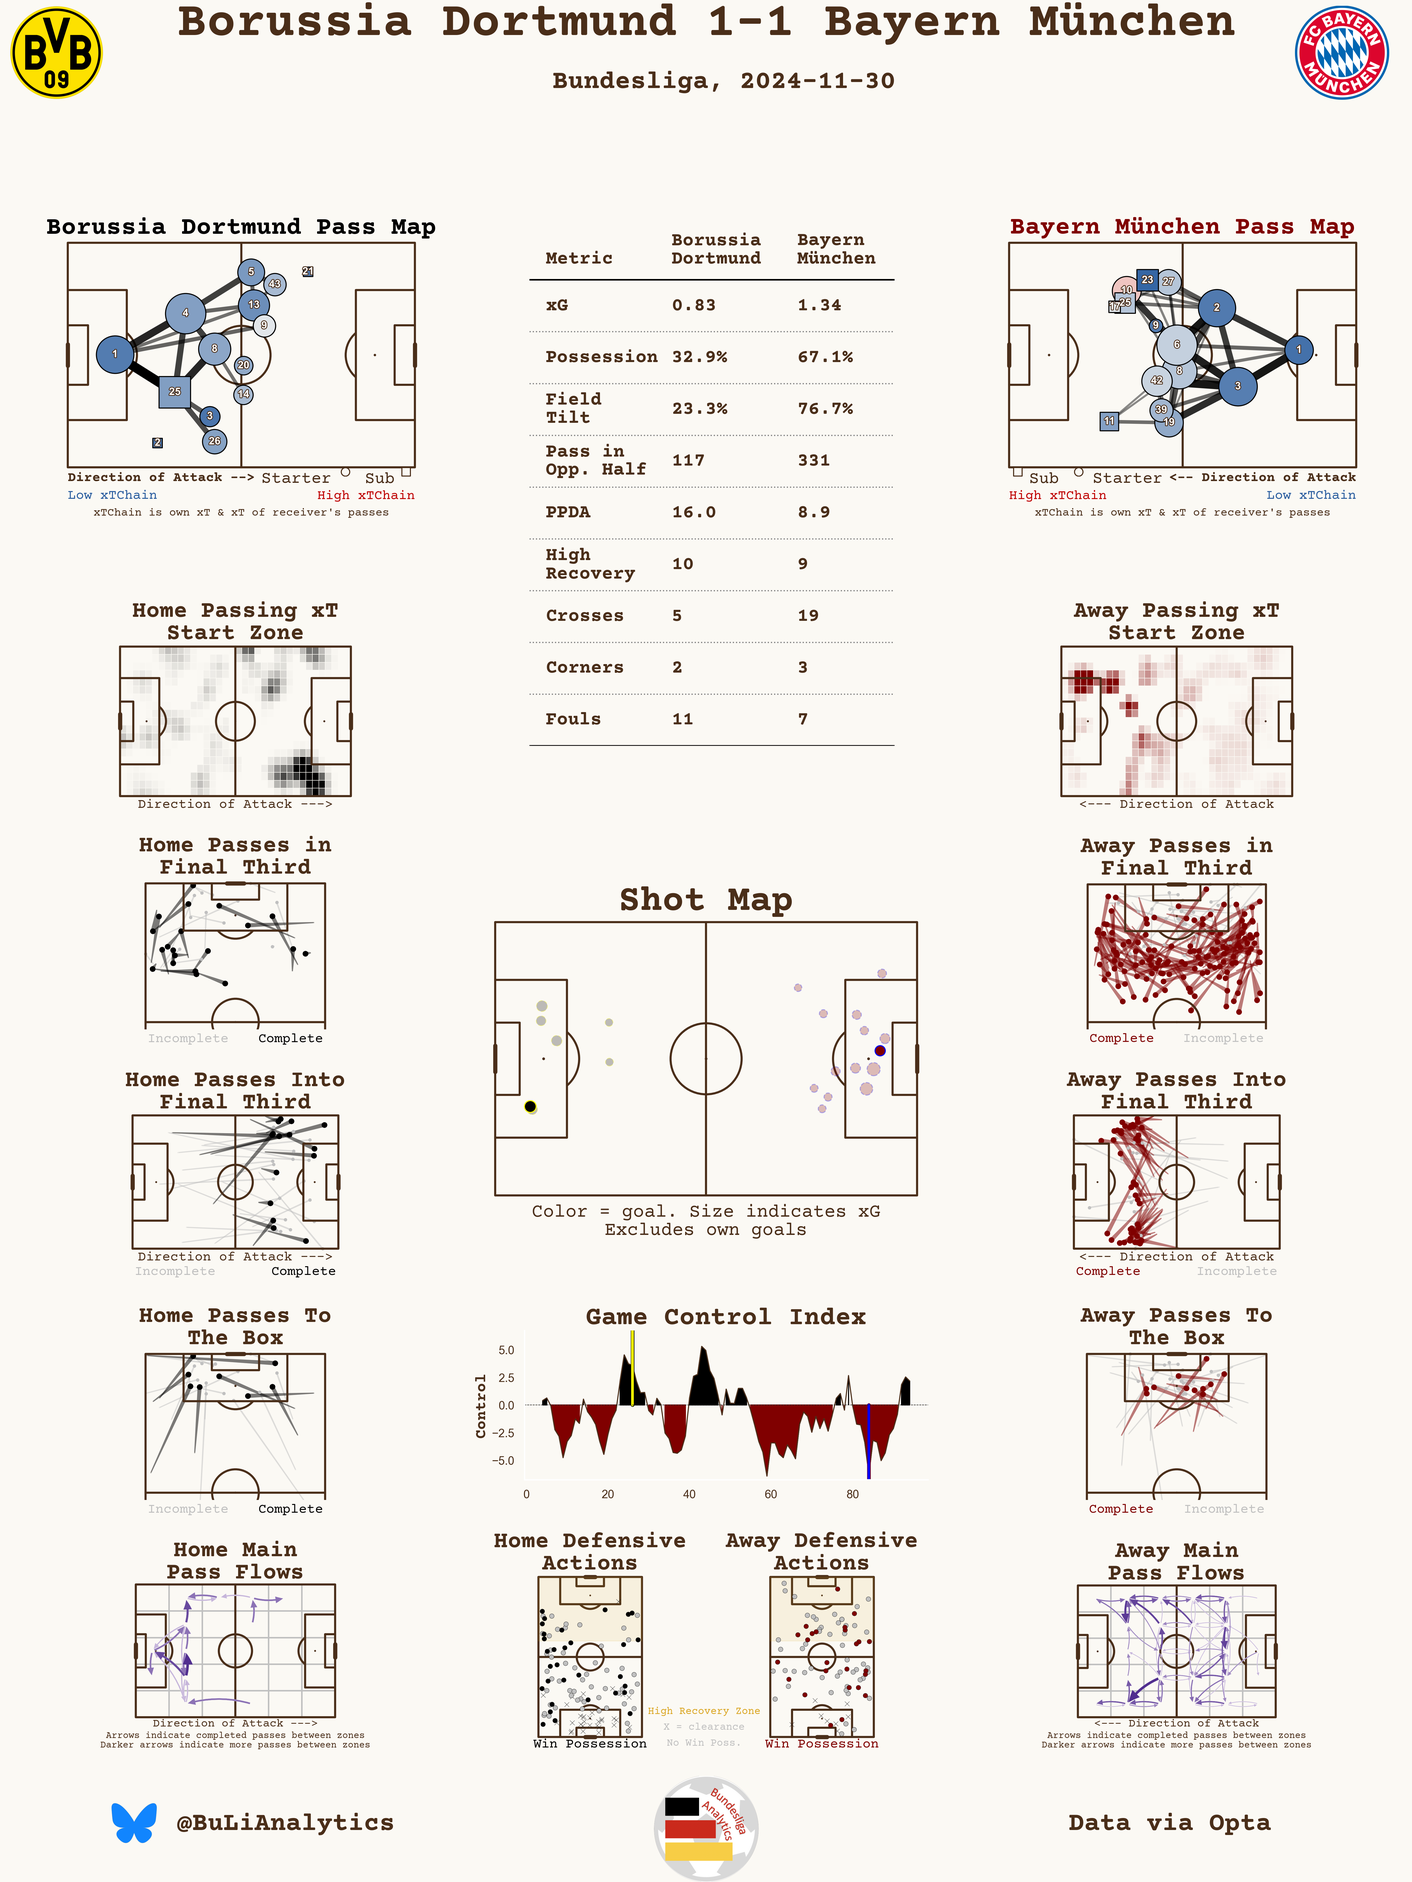 Borussia Dortmund 1-1 Bayern München
BVB
09
FC BAYERN
MÜNCHEN
Bundesliga, 2024-11-30
Borussia Dortmund Pass Map
1
4
25
8
5
43
13
9
20
14
3
26
2
21
Direction of Attack --> Starter Sub
Low xTChain High xTChain
xTChain is own xT & xT of receiver's passes
Metric Borussia Dortmund Bayern München
xG 0.83 1.34
Possession 32.9% 67.1%
Field Tilt 23.3% 76.7%
Pass in Opp. Half 117 331
PPDA 16.0 8.9
High Recovery 10 9
Crosses 5 19
Corners 2 3
Fouls 11 7
Bayern München Pass Map
23
27
10
25
17
9
2
6
1
8
42
3
39
19
11
Sub Starter <-- Direction of Attack
High xTChain Low xTChain
xTChain is own xT & xT of receiver's passes
Home Passing xT
Start Zone
Direction of Attack --->
Away Passing xT
Start Zone
<--- Direction of Attack
Home Passes in
Final Third
Incomplete Complete
Away Passes in
Final Third
Complete Incomplete
Shot Map
Color = goal. Size indicates xG
Excludes own goals
Home Passes Into
Final Third
Direction of Attack --->
Incomplete Complete
Away Passes Into
Final Third
<--- Direction of Attack
Complete Incomplete
Home Passes To
The Box
Incomplete Complete
Game Control Index
Control
5.0
2.5
0.0
−2.5
−5.0
0 20 40 60 80
Away Passes To
The Box
Complete Incomplete
Home Main
Pass Flows
Direction of Attack --->
Arrows indicate completed passes between zones
Darker arrows indicate more passes between zones
Home Defensive
Actions
Win Possession
Away Defensive
Actions
Win Possession
High Recovery Zone
X = clearance
No Win Poss.
Away Main
Pass Flows
<--- Direction of Attack
Arrows indicate completed passes between zones
Darker arrows indicate more passes between zones
@BuLiAnalytics
Bundesliga
Analytics
Data via Opta